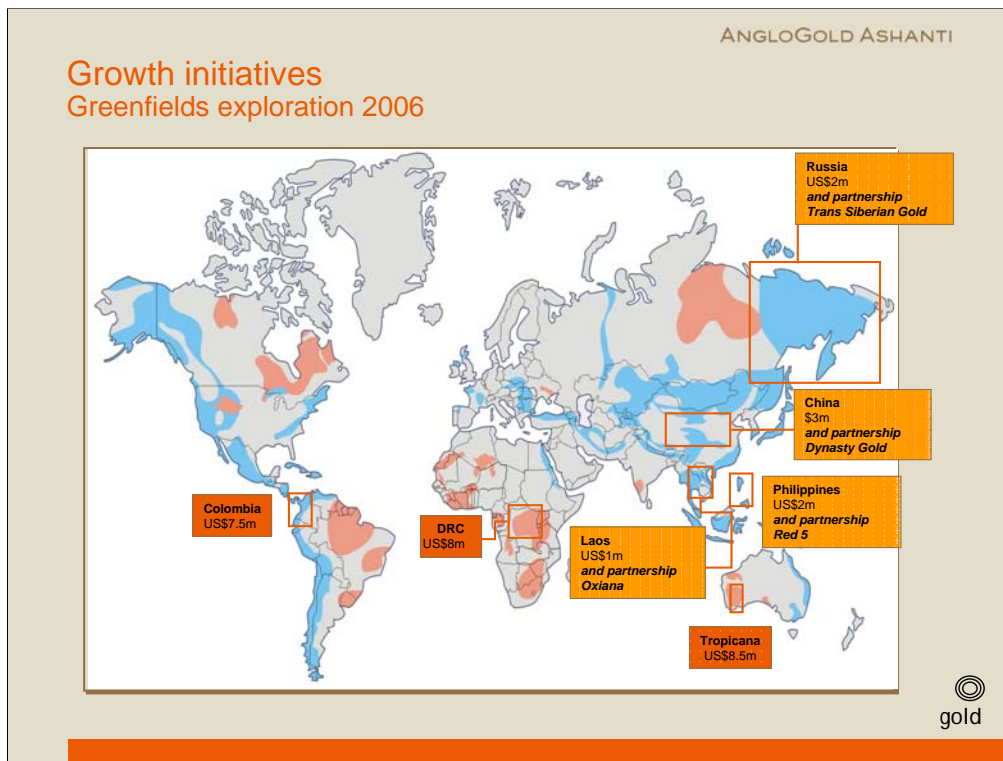 ANGLOGOLD ASHANTI
Growth initiatives
Greenfields exploration 2006
Russia
US$2m
and partnership
Trans Siberian Gold
China
$3m
and partnership
Dynasty Gold
Philippines
US$2m
and partnership
Red 5
Colombia
US$7.5m
DRC
US$8m
Laos
US$1m
and partnership
Oxiana
Tropicana
US$8.5m
gold